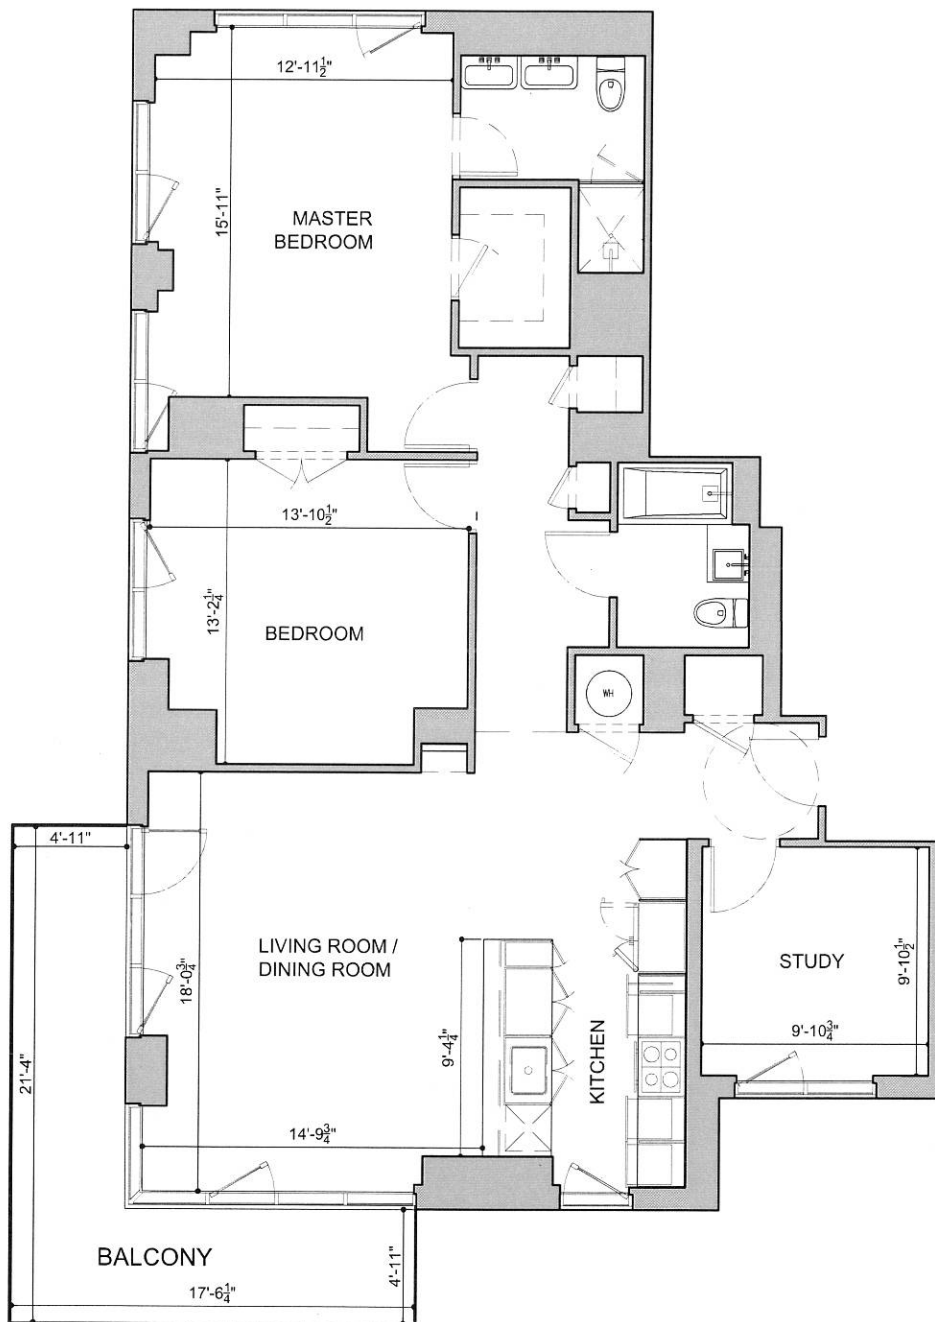 12'-11½"
15'-11"
MASTER
BEDROOM
13'-10½"
13'-2¼"
BEDROOM
WH
4'-11"
LIVING ROOM /
DINING ROOM
18'-0¾"
STUDY
9'-10½"
9'-10¾"
9'-4¼"
KITCHEN
21'-4"
14'-9¾"
BALCONY
4'-11"
17'-6¼"